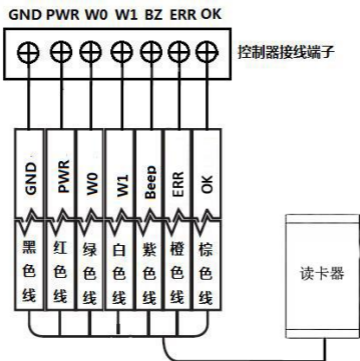 GND PWR W0 W1 BZ ERR OK
控制器接线端子
GND PWR W0 W1 Beep ERR OK
黑色线 红色线 绿色线 白色线 紫色线 橙色线 棕色线
读卡器